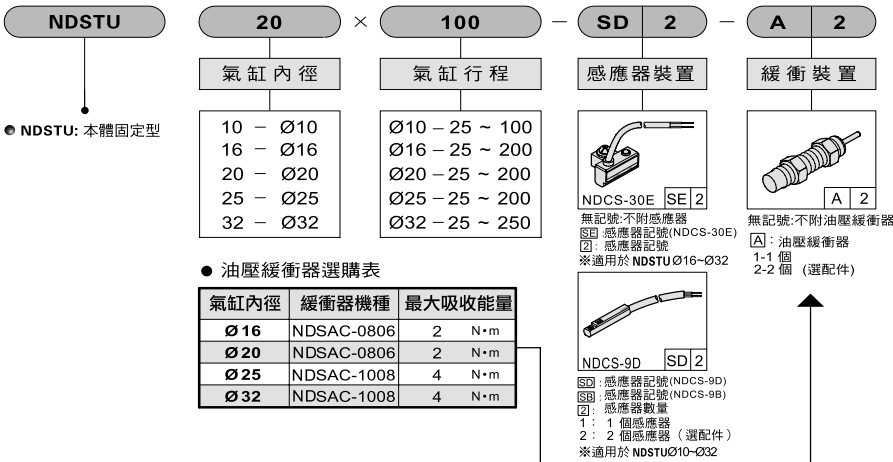 NDSTU 20 × 100 — SD 2 — A 2
氣缸內徑
氣缸行程
感應器裝置
緩衝裝置
NDSTU: 本體固定型
10 － Ø10
16 － Ø16
20 － Ø20
25 － Ø25
32 － Ø32
Ø10 – 25 ~ 100
Ø16 – 25 ~ 200
Ø20 – 25 ~ 200
Ø25 – 25 ~ 200
Ø32 – 25 ~ 250
NDCS-30E SE 2
無記號:不附感應器
SE :感應器記號(NDCS-30E)
2: 感應器記號
※適用於 NDSTU Ø16~Ø32
NDCS-9D SD 2
SD : 感應器記號(NDCS-9D)
SB : 感應器記號(NDCS-9B)
2: 感應器數量
1: 1 個感應器
2: 2 個感應器（選配件）
※適用於 NDSTUØ10~Ø32
A 2
無記號:不附油壓緩衝器
A : 油壓緩衝器
1-1 個
2-2 個 (選配件)
● 油壓緩衝器選購表
氣缸內徑 緩衝器機種 最大吸收能量
Ø16 NDSAC-0806 2 N•m
Ø20 NDSAC-0806 2 N•m
Ø25 NDSAC-1008 4 N•m
Ø32 NDSAC-1008 4 N•m